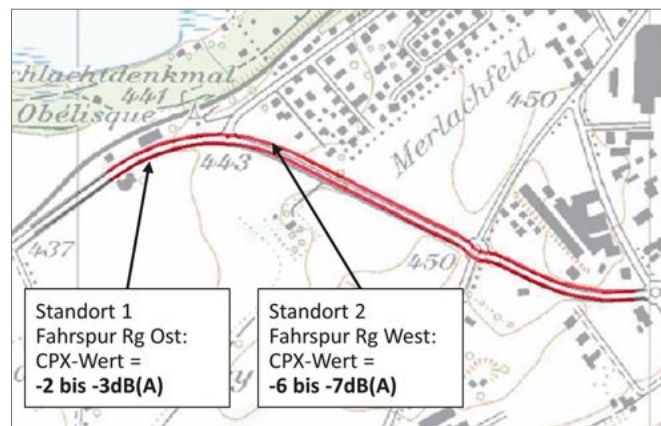 chlachtdenkmal
441
Obélisque
443
Merlachfeld
450
437
450
Standort 1
Fahrspur Rg Ost:
CPX-Wert =
-2 bis -3dB(A)
Standort 2
Fahrspur Rg West:
CPX-Wert =
-6 bis -7dB(A)